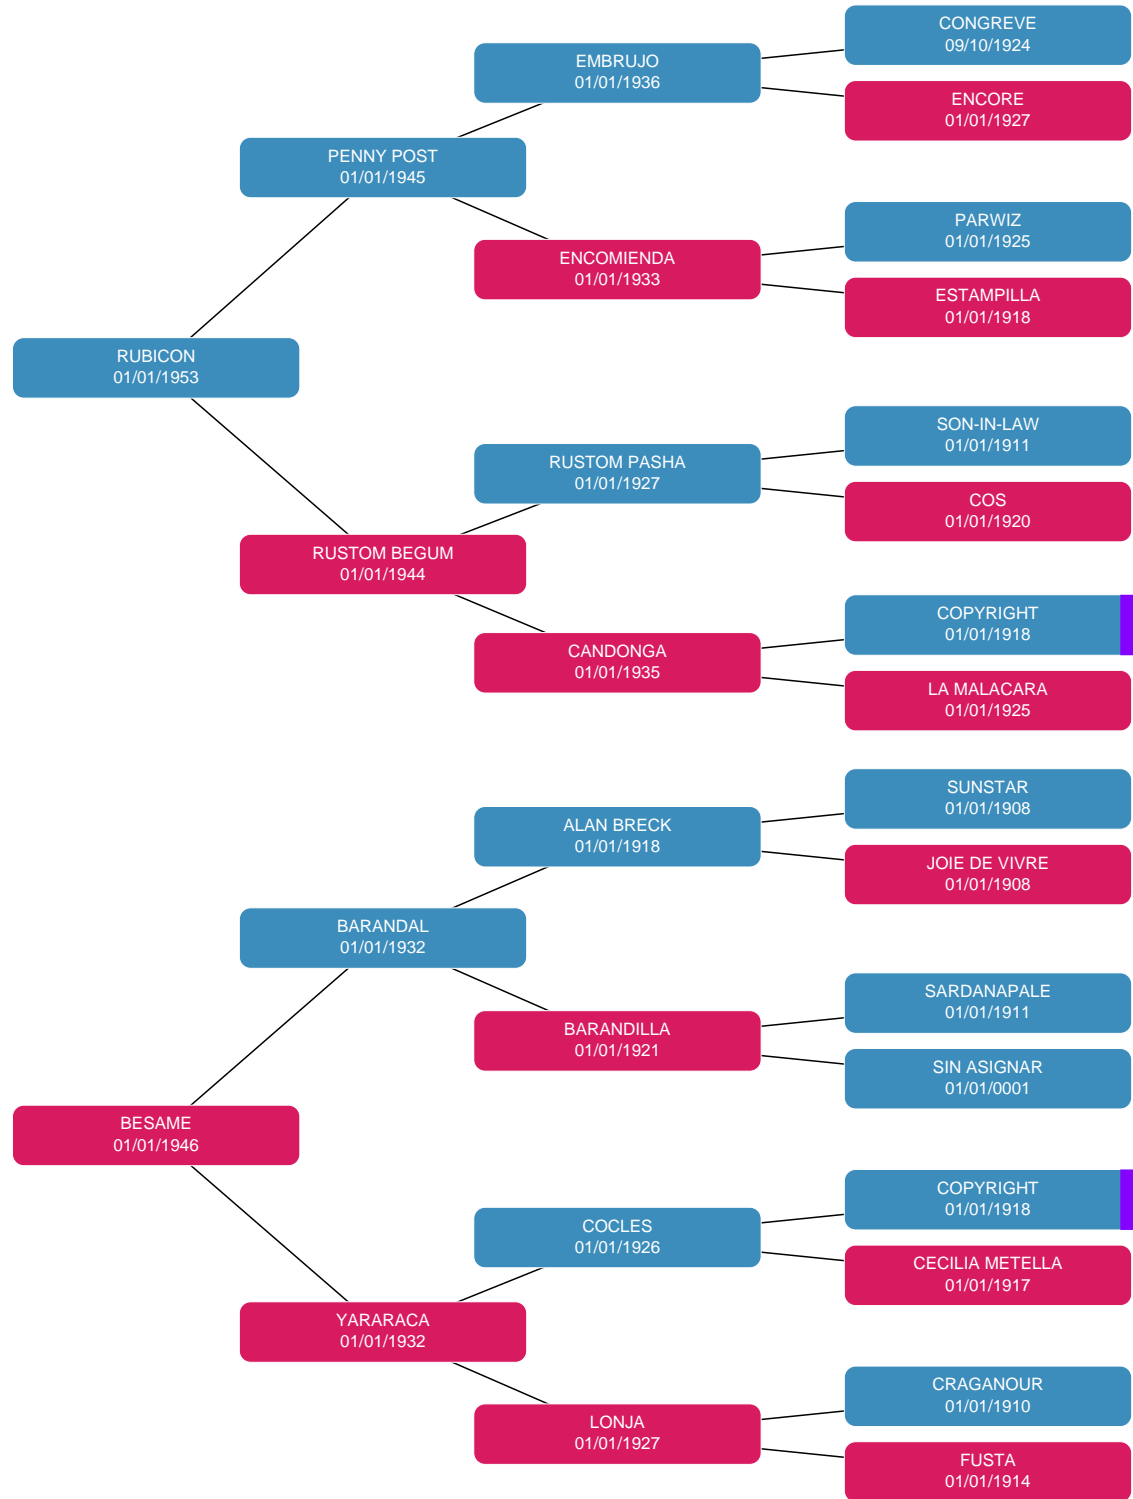 CONGREVE
09/10/1924
EMBRUJO
01/01/1936
ENCORE
01/01/1927
PENNY POST
01/01/1945
PARWIZ
01/01/1925
ENCOMIENDA
01/01/1933
ESTAMPILLA
01/01/1918
RUBICON
01/01/1953
SON-IN-LAW
01/01/1911
RUSTOM PASHA
01/01/1927
COS
01/01/1920
RUSTOM BEGUM
01/01/1944
COPYRIGHT
01/01/1918
CANDONGA
01/01/1935
LA MALACARA
01/01/1925
SUNSTAR
01/01/1908
ALAN BRECK
01/01/1918
JOIE DE VIVRE
01/01/1908
BARANDAL
01/01/1932
SARDANAPALE
01/01/1911
BARANDILLA
01/01/1921
SIN ASIGNAR
01/01/0001
BESAME
01/01/1946
COPYRIGHT
01/01/1918
COCLES
01/01/1926
CECILIA METELLA
01/01/1917
YARARACA
01/01/1932
CRAGANOUR
01/01/1910
LONJA
01/01/1927
FUSTA
01/01/1914